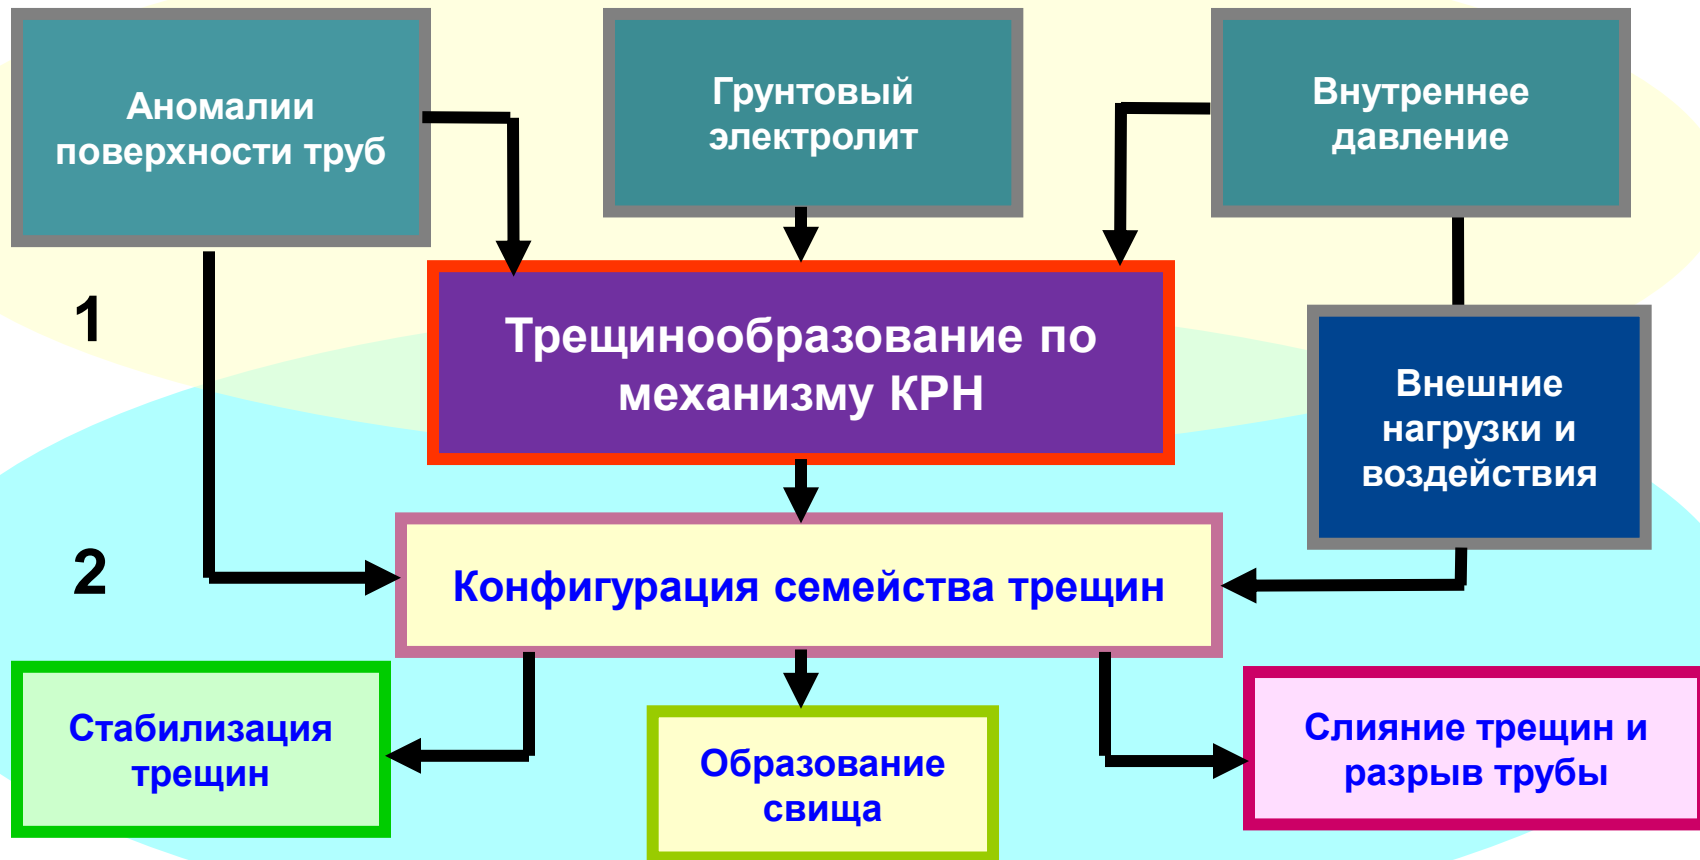 Аномалии
поверхности труб
Грунтовый
электролит
Внутреннее
давление
1
Трещинообразование по
механизму КРН
Внешние
нагрузки и
воздействия
2
Конфигурация семейства трещин
Стабилизация
трещин
Образование
свища
Слияние трещин и
разрыв трубы